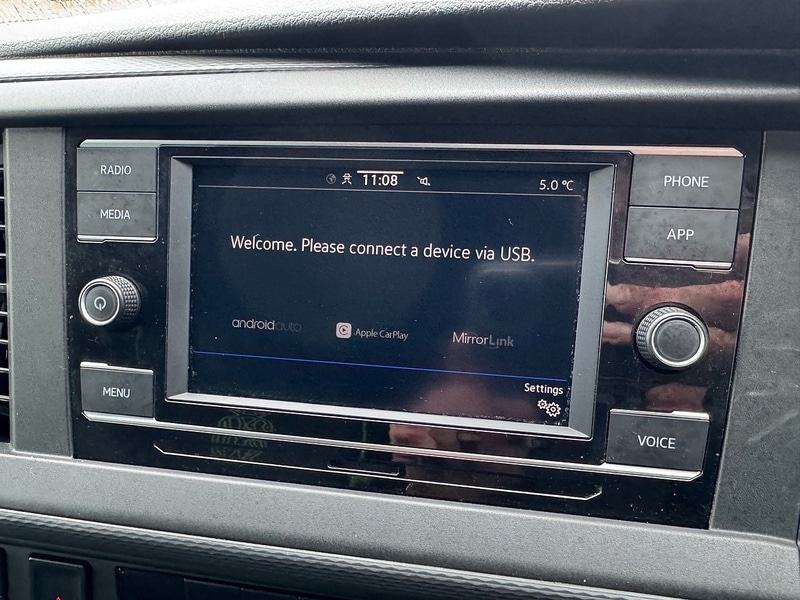 RADIO
MEDIA
MENU
11:08
5.0 °C
Welcome. Please connect a device via USB.
androidauto
Apple CarPlay
MirrorLink
Settings
PHONE
APP
VOICE